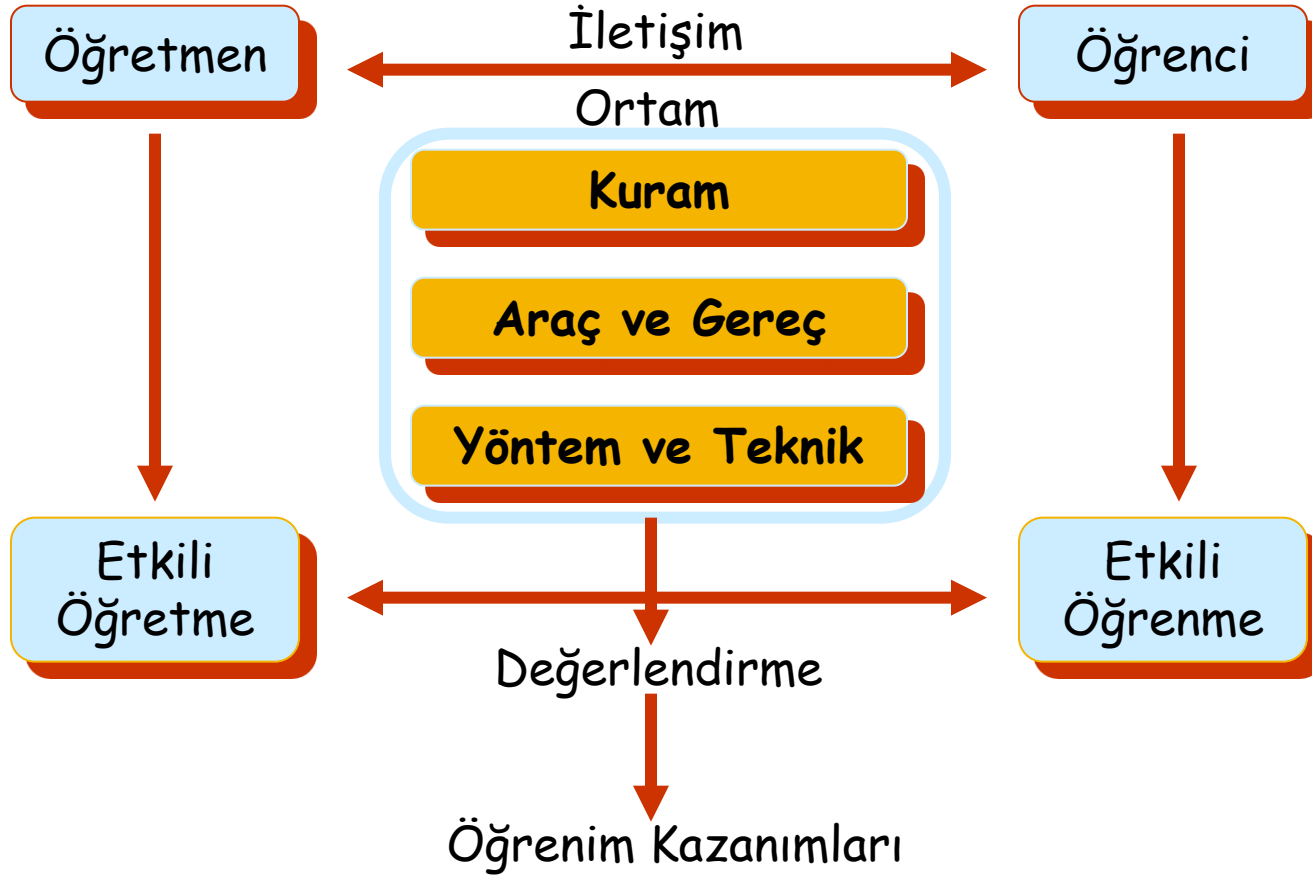 Öğretmen
İletişim
Öğrenci
Ortam
Kuram
Araç ve Gereç
Yöntem ve Teknik
Etkili
Öğretme
Etkili
Öğrenme
Değerlendirme
Öğrenim Kazanımları